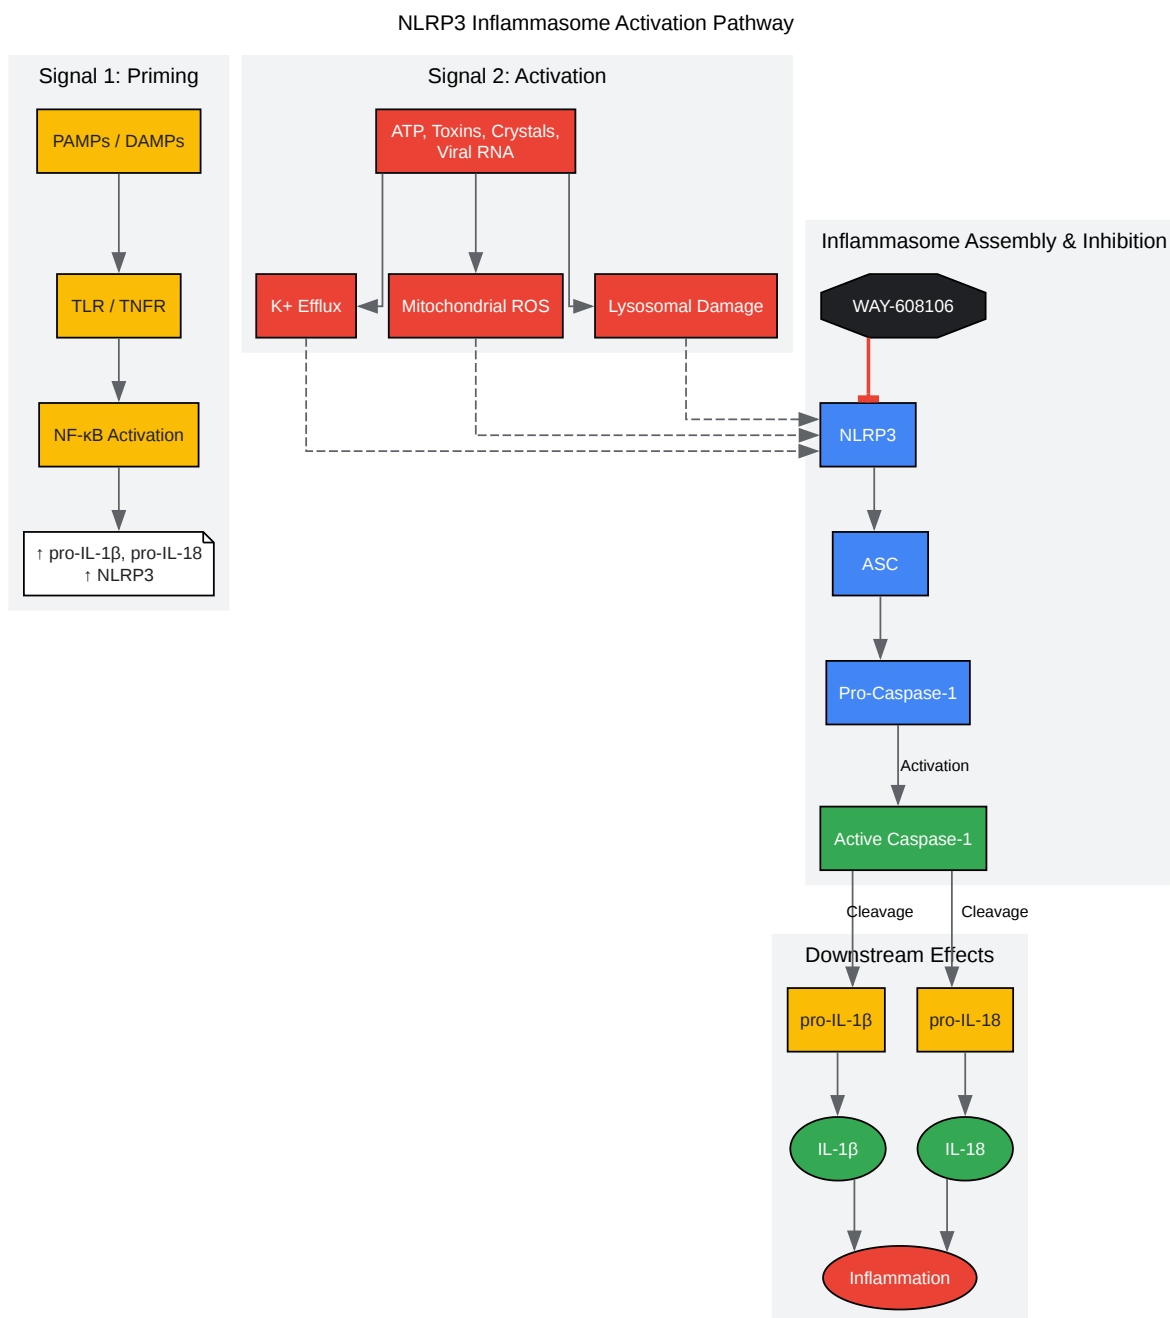 NLRP3 Inflammasome Activation Pathway
Signal 1: Priming
PAMPs / DAMPs
TLR / TNFR
NF-κB Activation
↑ pro-IL-1β, pro-IL-18
↑ NLRP3
Signal 2: Activation
ATP, Toxins, Crystals,
Viral RNA
K+ Efflux
Mitochondrial ROS
Lysosomal Damage
Inflammasome Assembly & Inhibition
WAY-608106
NLRP3
ASC
Pro-Caspase-1
Activation
Active Caspase-1
Cleavage
Cleavage
Downstream Effects
pro-IL-1β
pro-IL-18
IL-1β
IL-18
Inflammation